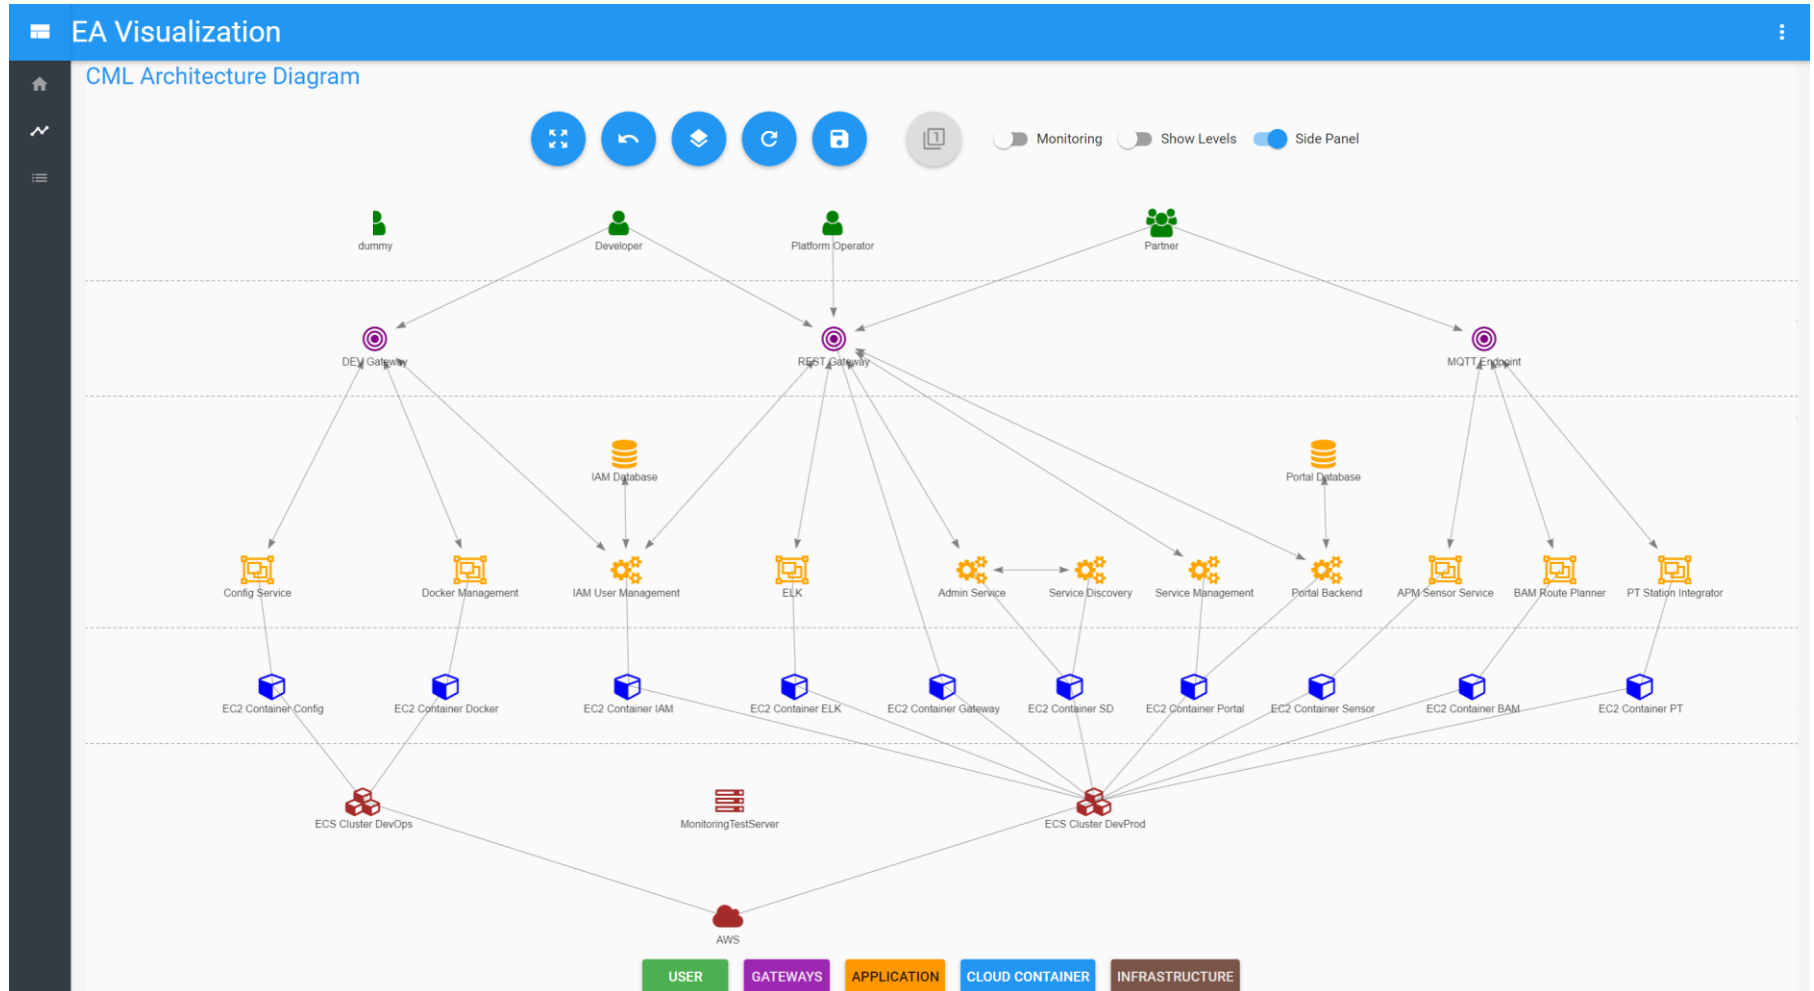 EA Visualization
CML Architecture Diagram
1 Monitoring Show Levels Side Panel
dummy Developer Platform Operator Partner
DEV Gateway REST Gateway MQTT Endpoint
IAM Database Portal Database
Config Service Docker Management IAM User Management ELK Admin Service Service Discovery Service Management Portal Backend APM Sensor Service BAM Route Planner PT Station Integrator
EC2 Container Config EC2 Container Docker EC2 Container IAM EC2 Container ELK EC2 Container Gateway EC2 Container SD EC2 Container Portal EC2 Container Sensor EC2 Container BAM EC2 Container PT
ECS Cluster DevOps MonitoringTestServer ECS Cluster DevProd
AWS
USER GATEWAYS APPLICATION CLOUD CONTAINER INFRASTRUCTURE